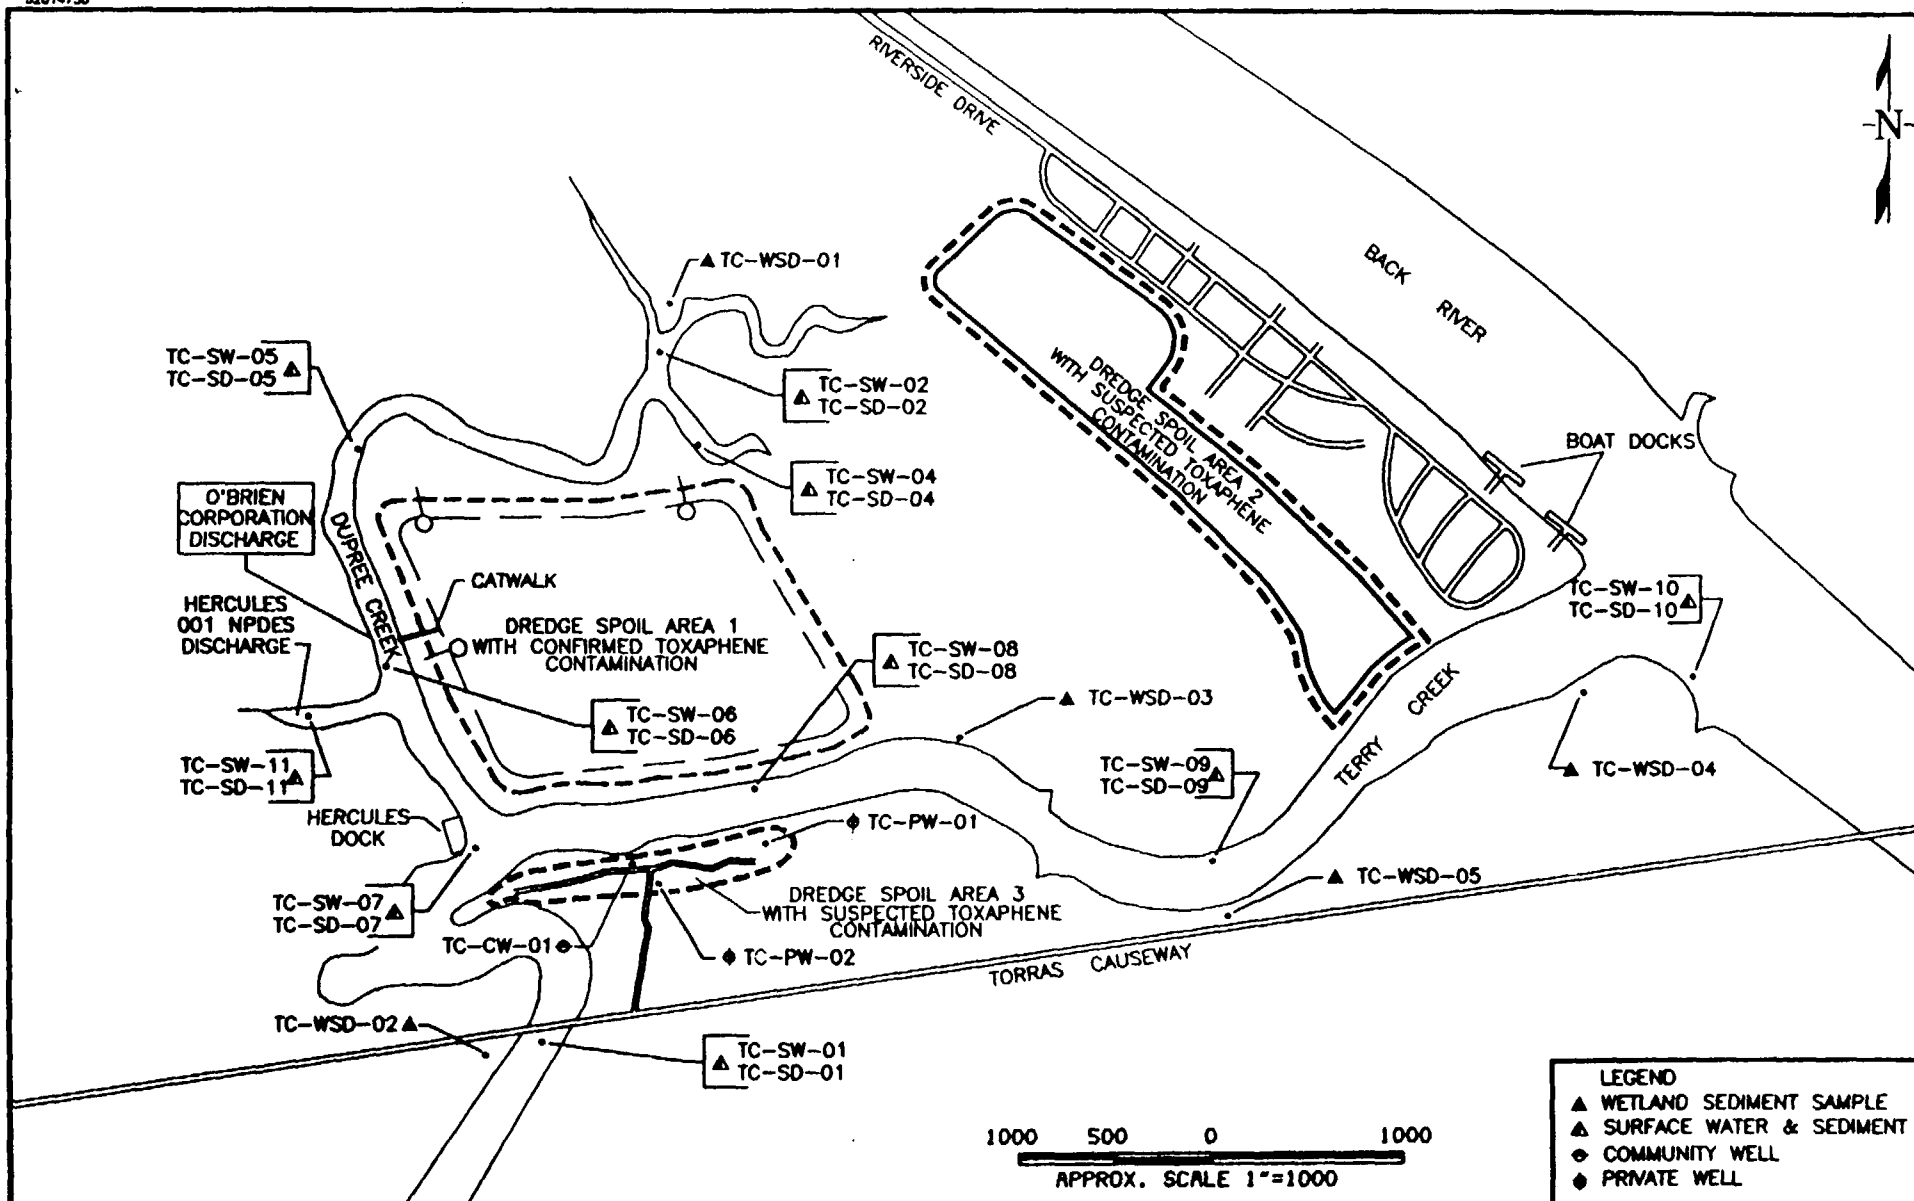 RIVERSIDE DRIVE
N
BACK
RIVER
TC-WSD-01
TC-SW-05
TC-SD-05
TC-SW-02
TC-SD-02
DREDGE SPOIL AREA 2
WITH SUSPECTED TOXAPHENE
CONTAMINATION
BOAT DOCKS
TC-SW-04
TC-SD-04
O'BRIEN
CORPORATION
DISCHARGE
DUPREE CREEK
CATWALK
HERCULES
001 NPDES
DISCHARGE
DREDGE SPOIL AREA 1
WITH CONFIRMED TOXAPHENE
CONTAMINATION
TC-SW-10
TC-SD-10
TC-SW-08
TC-SD-08
TC-WSD-03
TERRY CREEK
TC-SW-06
TC-SD-06
TC-SW-11
TC-SD-11
TC-SW-09
TC-SD-09
TC-WSD-04
HERCULES
DOCK
TC-PW-01
TC-WSD-05
TC-SW-07
TC-SD-07
DREDGE SPOIL AREA 3
WITH SUSPECTED TOXAPHENE
CONTAMINATION
TC-CW-01
TC-PW-02
TORRAS CAUSEWAY
TC-WSD-02
TC-SW-01
TC-SD-01
1000 500 0 1000
APPROX. SCALE 1"=1000
LEGEND
WETLAND SEDIMENT SAMPLE
SURFACE WATER & SEDIMENT
COMMUNITY WELL
PRIVATE WELL